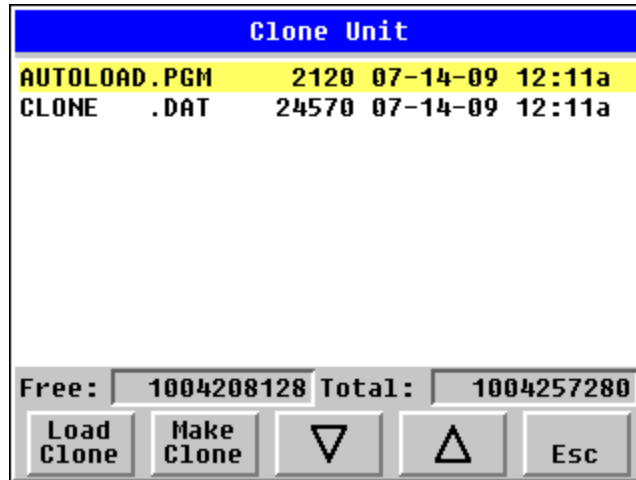 Clone Unit
AUTOLOAD.PGM 2120 07-14-09 12:11a
CLONE .DAT 24570 07-14-09 12:11a
Free: 1004208128 Total: 1004257280
Load Clone Make Clone Esc